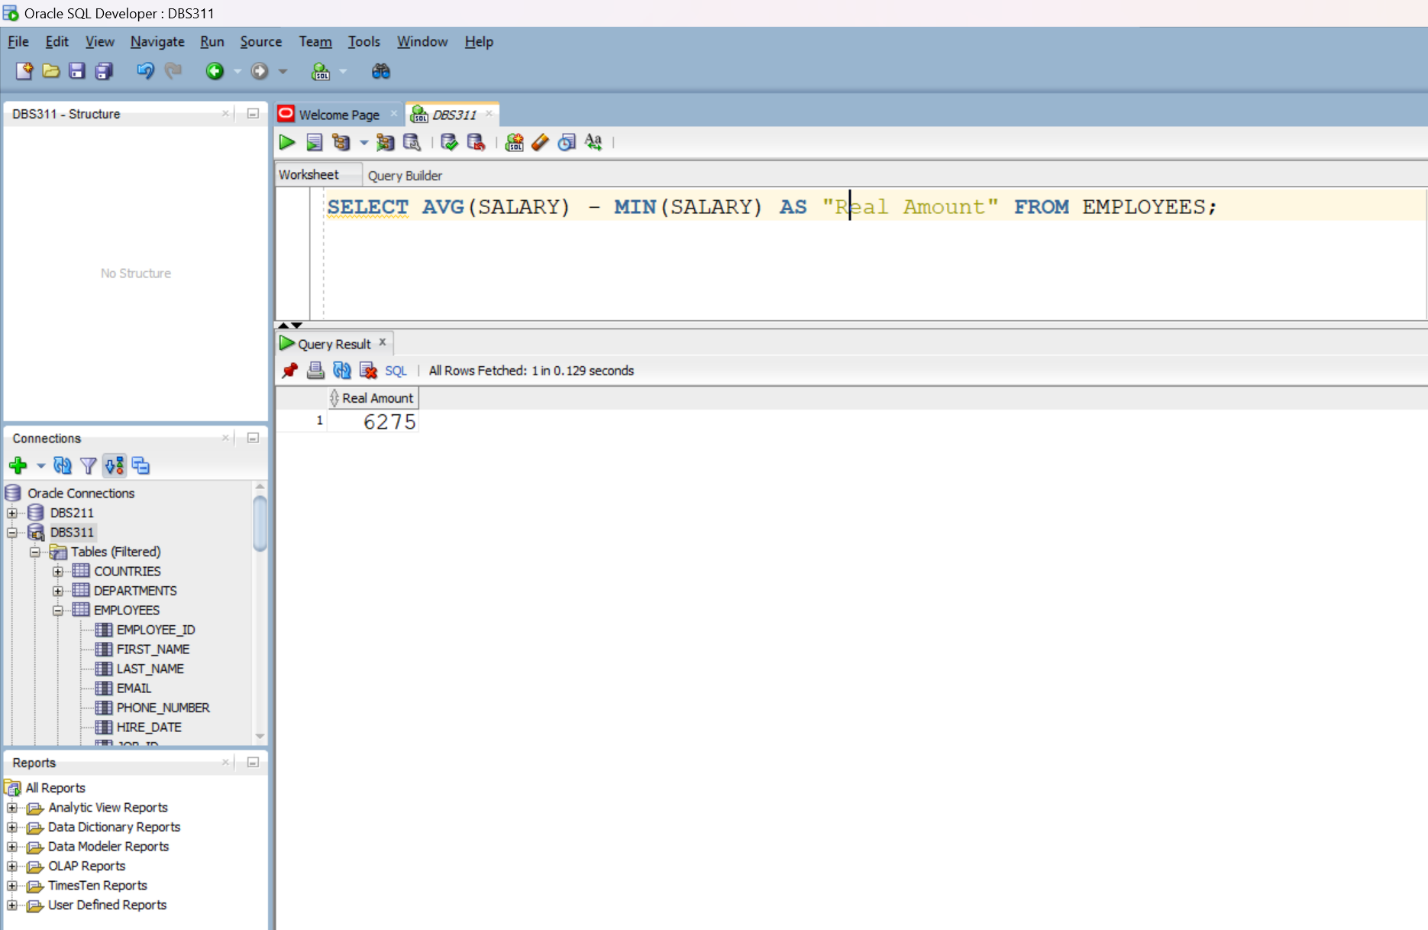 Oracle SQL Developer : DBS311
File Edit View Navigate Run Source Team Tools Window Help
DBS311 - Structure
No Structure
Welcome Page DBS311
Worksheet Query Builder
SELECT AVG(SALARY) - MIN(SALARY) AS "Real Amount" FROM EMPLOYEES;
Query Result
SQL All Rows Fetched: 1 in 0.129 seconds
Real Amount
1 6275
Connections
Oracle Connections
DBS211
DBS311
Tables (Filtered)
COUNTRIES
DEPARTMENTS
EMPLOYEES
EMPLOYEE_ID
FIRST_NAME
LAST_NAME
EMAIL
PHONE_NUMBER
HIRE_DATE
JOB_ID
Reports
All Reports
Analytic View Reports
Data Dictionary Reports
Data Modeler Reports
OLAP Reports
TimesTen Reports
User Defined Reports